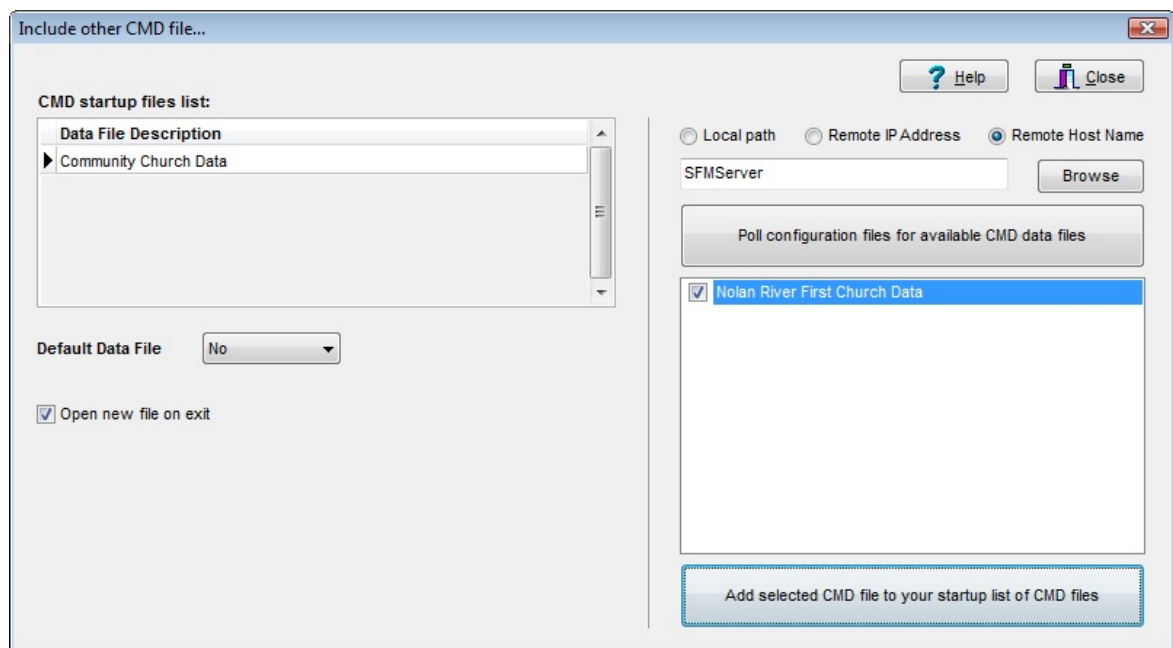 Include other CMD file...
Help
Close
CMD startup files list:
Data File Description
Community Church Data
Default Data File
No
Open new file on exit
Local path
Remote IP Address
Remote Host Name
SFMServer
Browse
Poll configuration files for available CMD data files
Nolan River First Church Data
Add selected CMD file to your startup list of CMD files